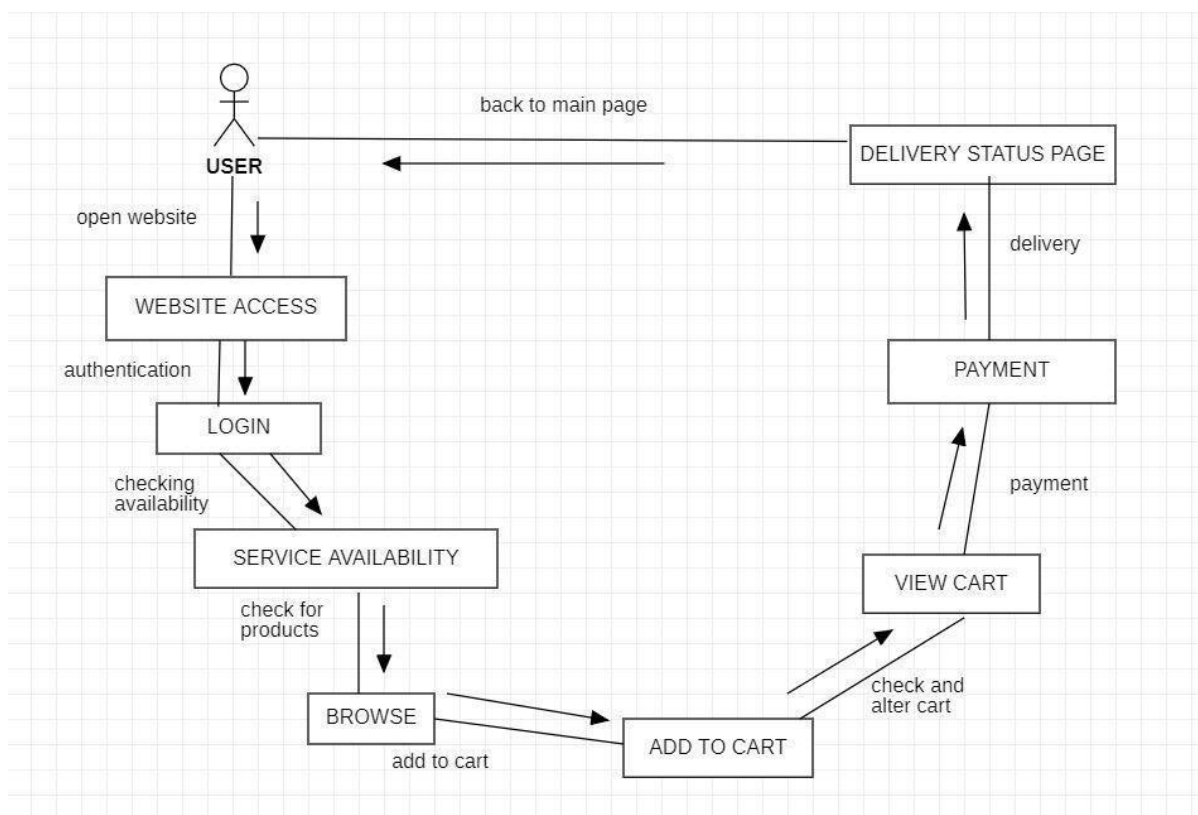 back to main page
USER
DELIVERY STATUS PAGE
open website
delivery
WEBSITE ACCESS
authentication
PAYMENT
LOGIN
checking
availability
payment
SERVICE AVAILABILITY
VIEW CART
check for
products
check and
alter cart
BROWSE
ADD TO CART
add to cart